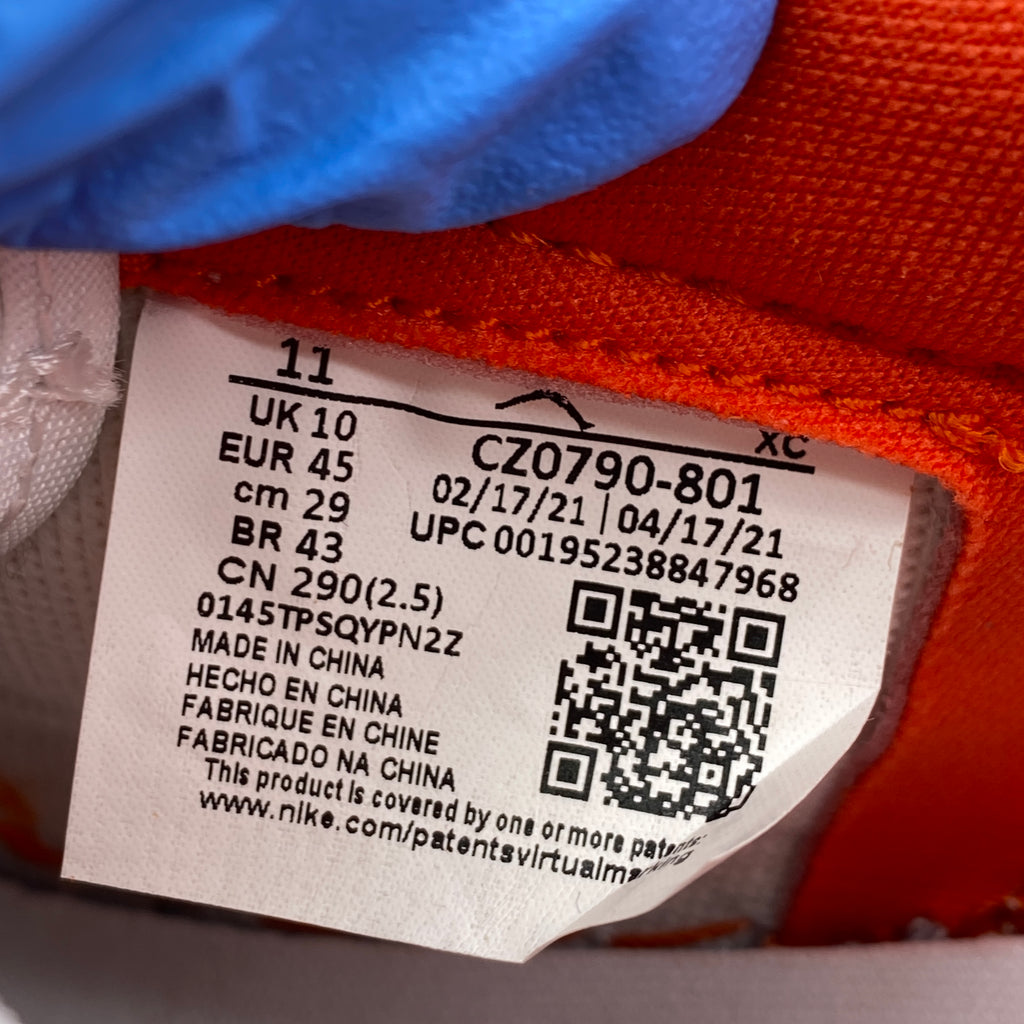 11
XC
UK 10
EUR 45
cm 29
BR 43
CN 290(2.5)
0145TPSQYPN2Z
CZ0790-801
02/17/21 | 04/17/21
UPC 00195238847968
MADE IN CHINA
HECHO EN CHINA
FABRIQUE EN CHINE
FABRICADO NA CHINA
This product is covered by one or more patents:
www.nike.com/patentsvirtualmarking